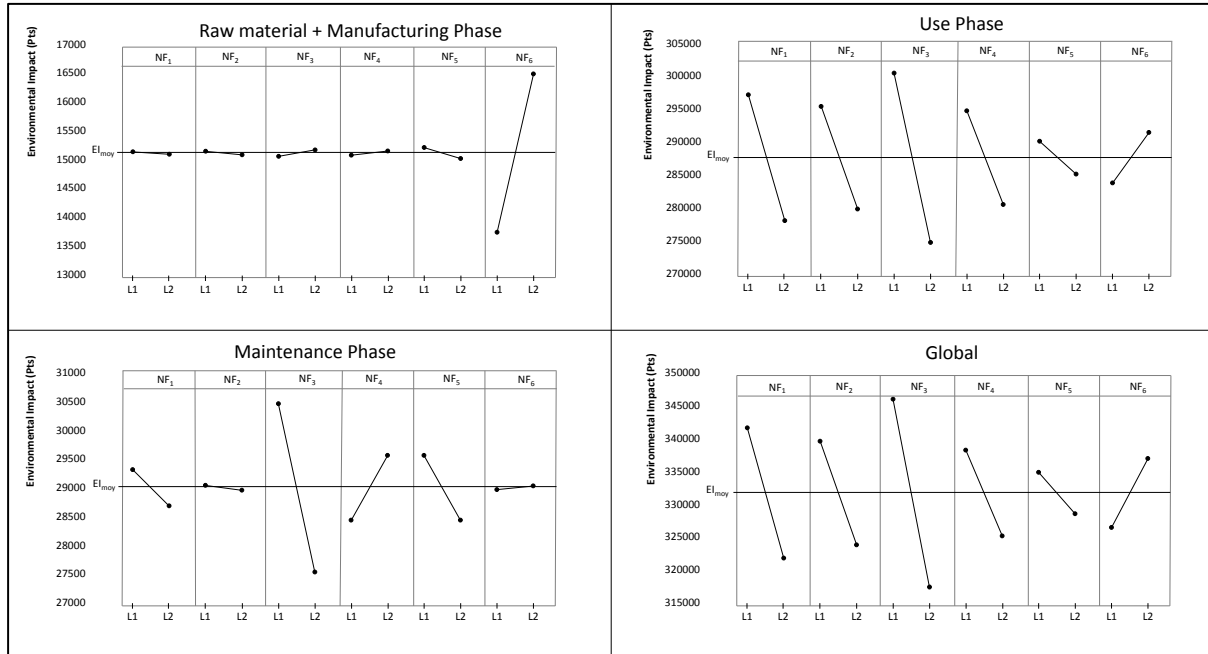 Raw material + Manufacturing Phase
Environmental Impact (Pts)
17000
16500
16000
15500
15000
14500
14000
13500
13000
EI_moy
NF₁ NF₂ NF₃ NF₄ NF₅ NF₆
L1 L2 L1 L2 L1 L2 L1 L2 L1 L2 L1 L2
Use Phase
Environmental Impact (Pts)
305000
300000
295000
290000
285000
280000
275000
270000
EI_moy
NF₁ NF₂ NF₃ NF₄ NF₅ NF₆
L1 L2 L1 L2 L1 L2 L1 L2 L1 L2 L1 L2
Maintenance Phase
Environmental Impact (Pts)
31000
30500
30000
29500
29000
28500
28000
27500
27000
EI_moy
NF₁ NF₂ NF₃ NF₄ NF₅ NF₆
L1 L2 L1 L2 L1 L2 L1 L2 L1 L2 L1 L2
Global
Environmental Impact (Pts)
350000
345000
340000
335000
330000
325000
320000
315000
EI_moy
NF₁ NF₂ NF₃ NF₄ NF₅ NF₆
L1 L2 L1 L2 L1 L2 L1 L2 L1 L2 L1 L2